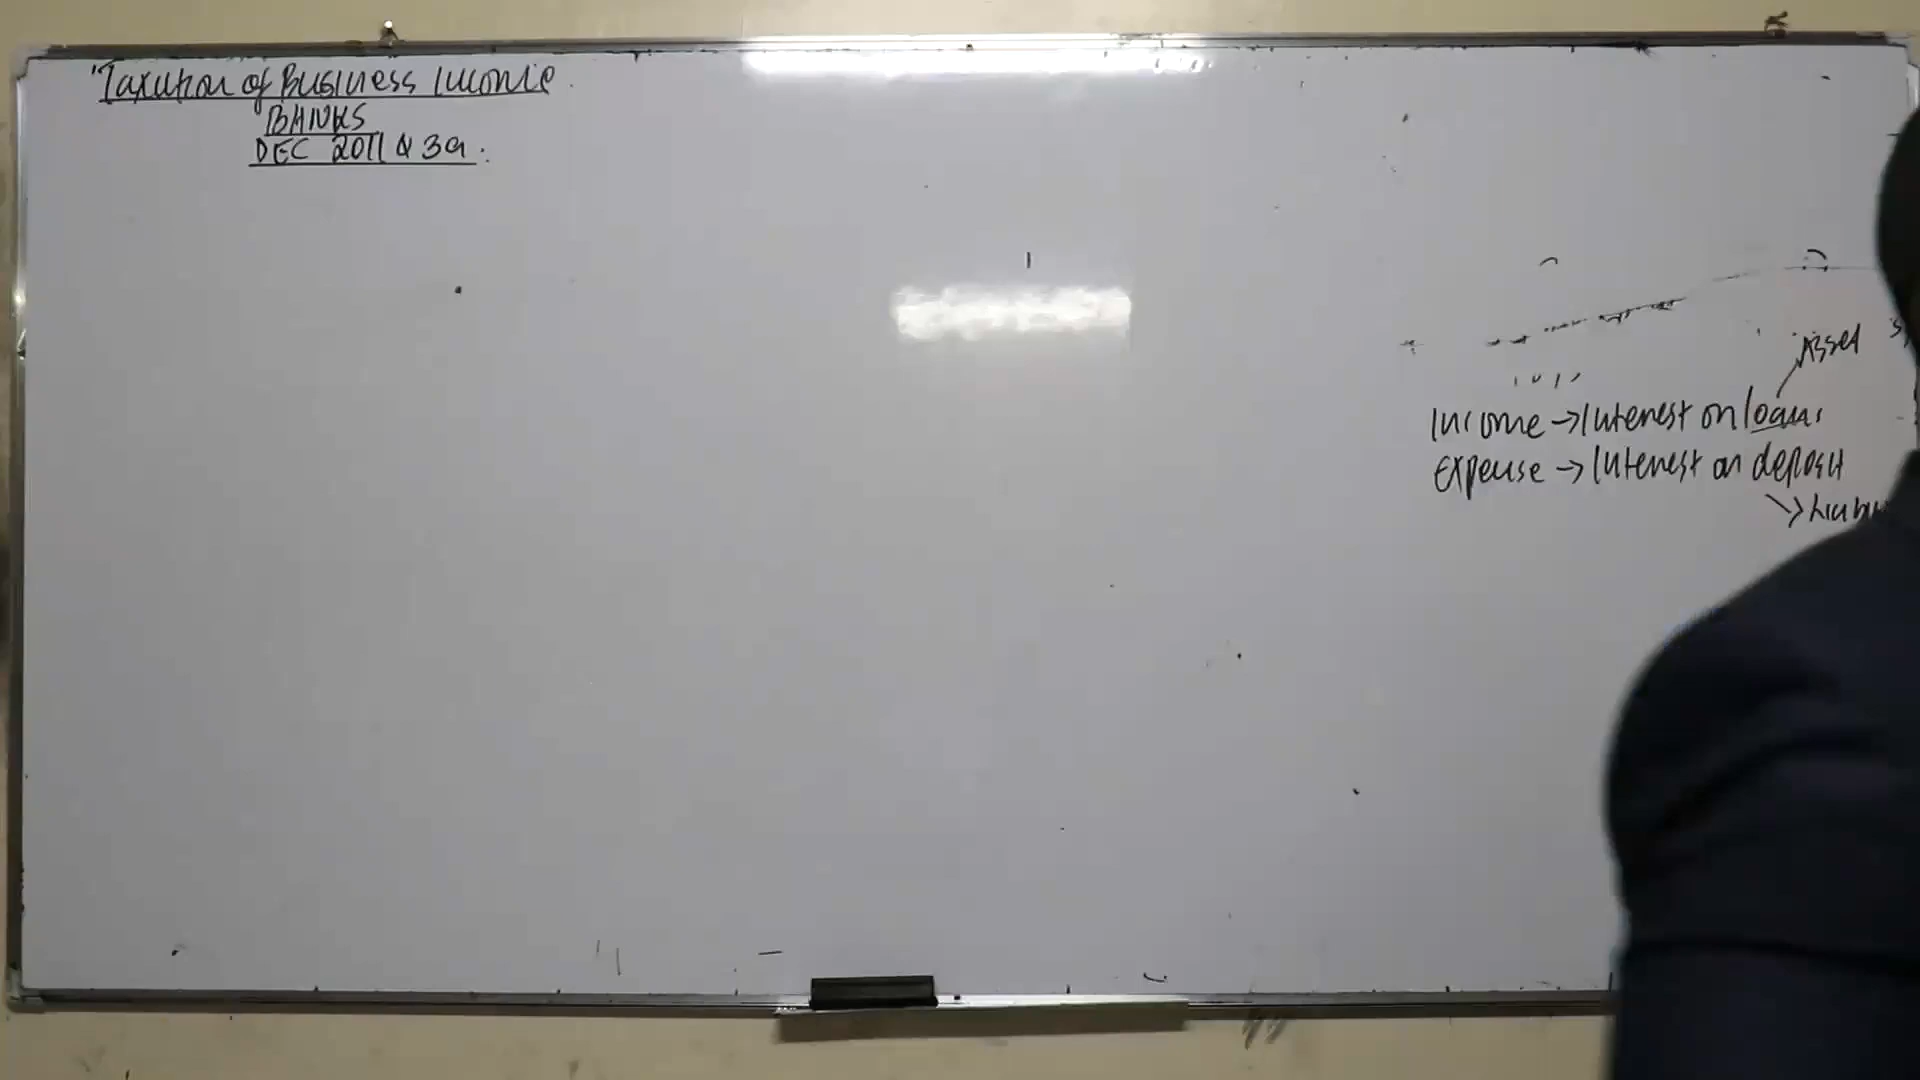 Taxation of Business Income
BANKS
DEC 2011 Q 3a.
Asset
Income → Interest on loans
Expense → Interest on deposit